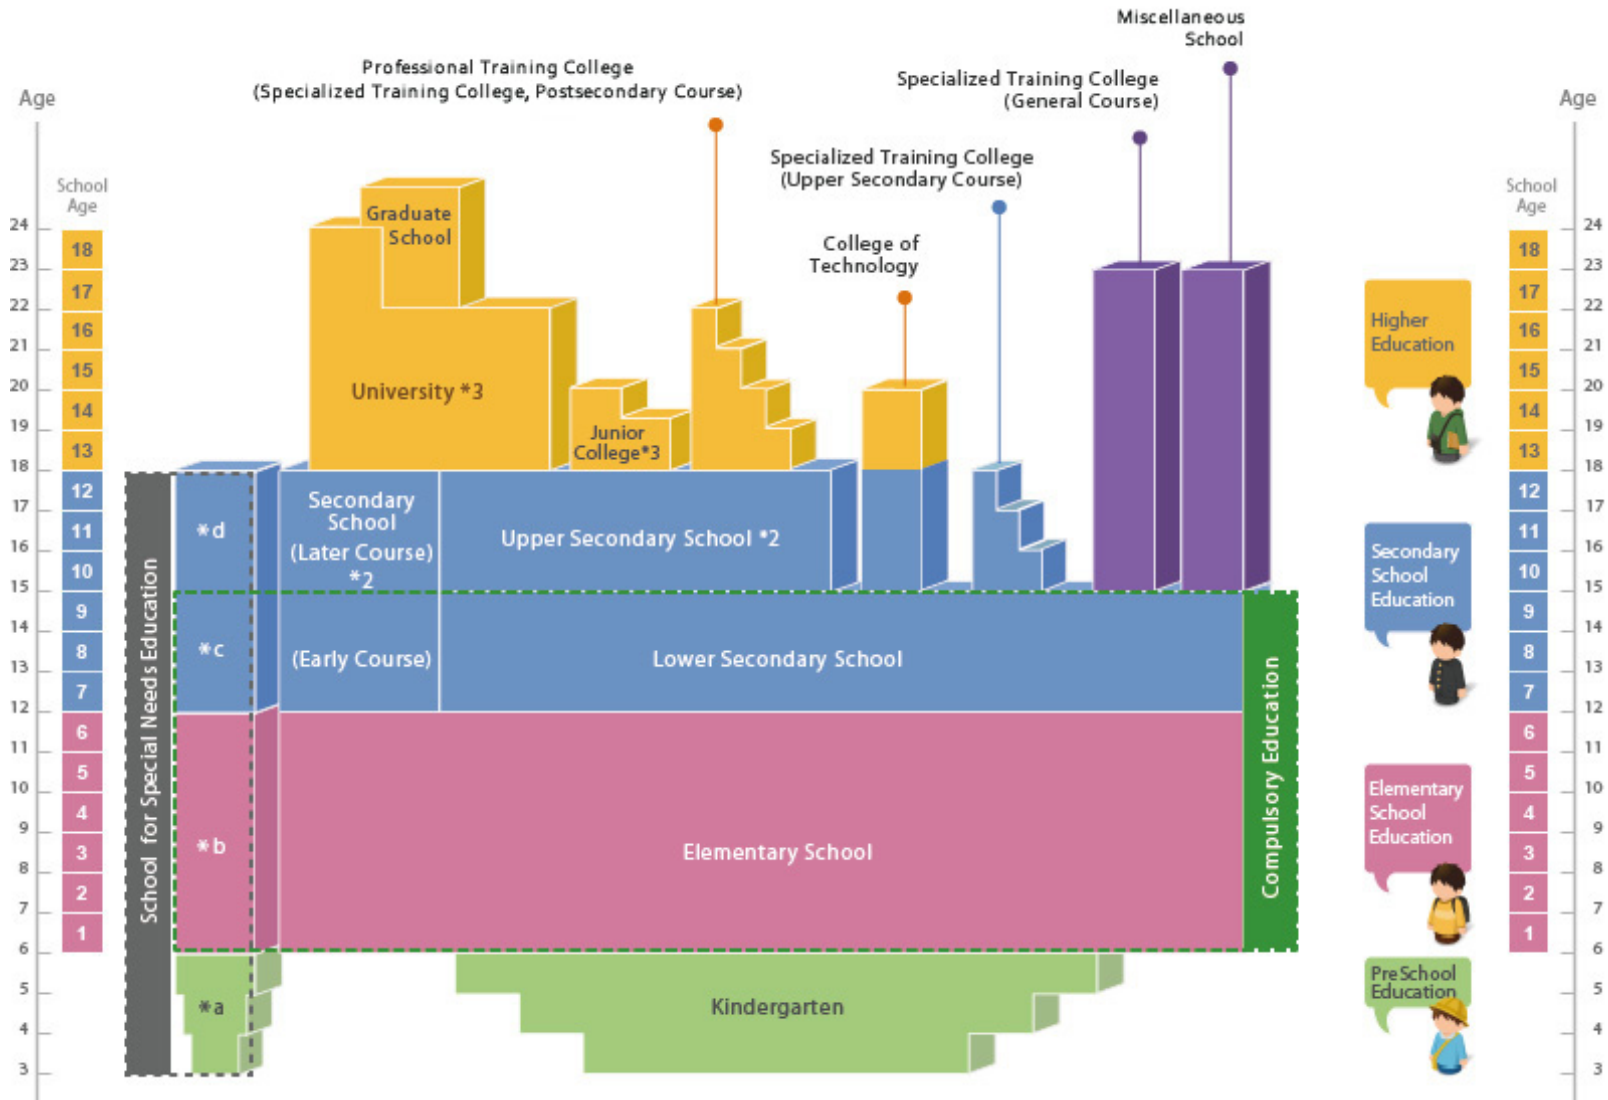 Miscellaneous
School
Professional Training College
(Specialized Training College, Postsecondary Course)
Specialized Training College
(General Course)
Age
Age
Specialized Training College
(Upper Secondary Course)
School
Age
School
Age
Graduate
School
College of
Technology
University *3
Junior
College*3
Higher
Education
Secondary
School
(Later Course)
*2
Upper Secondary School *2
*d
Secondary
School
Education
*c
(Early Course)
Lower Secondary School
School for Special Needs Education
Compulsory Education
*b
Elementary School
Elementary
School
Education
*a
Kindergarten
PreSchool
Education
24
23
22
21
20
19
18
17
16
15
14
13
12
11
10
9
8
7
6
5
4
3
18
17
16
15
14
13
12
11
10
9
8
7
6
5
4
3
2
1
18
17
16
15
14
13
12
11
10
9
8
7
6
5
4
3
2
1
24
23
22
21
20
19
18
17
16
15
14
13
12
11
10
9
8
7
6
5
4
3